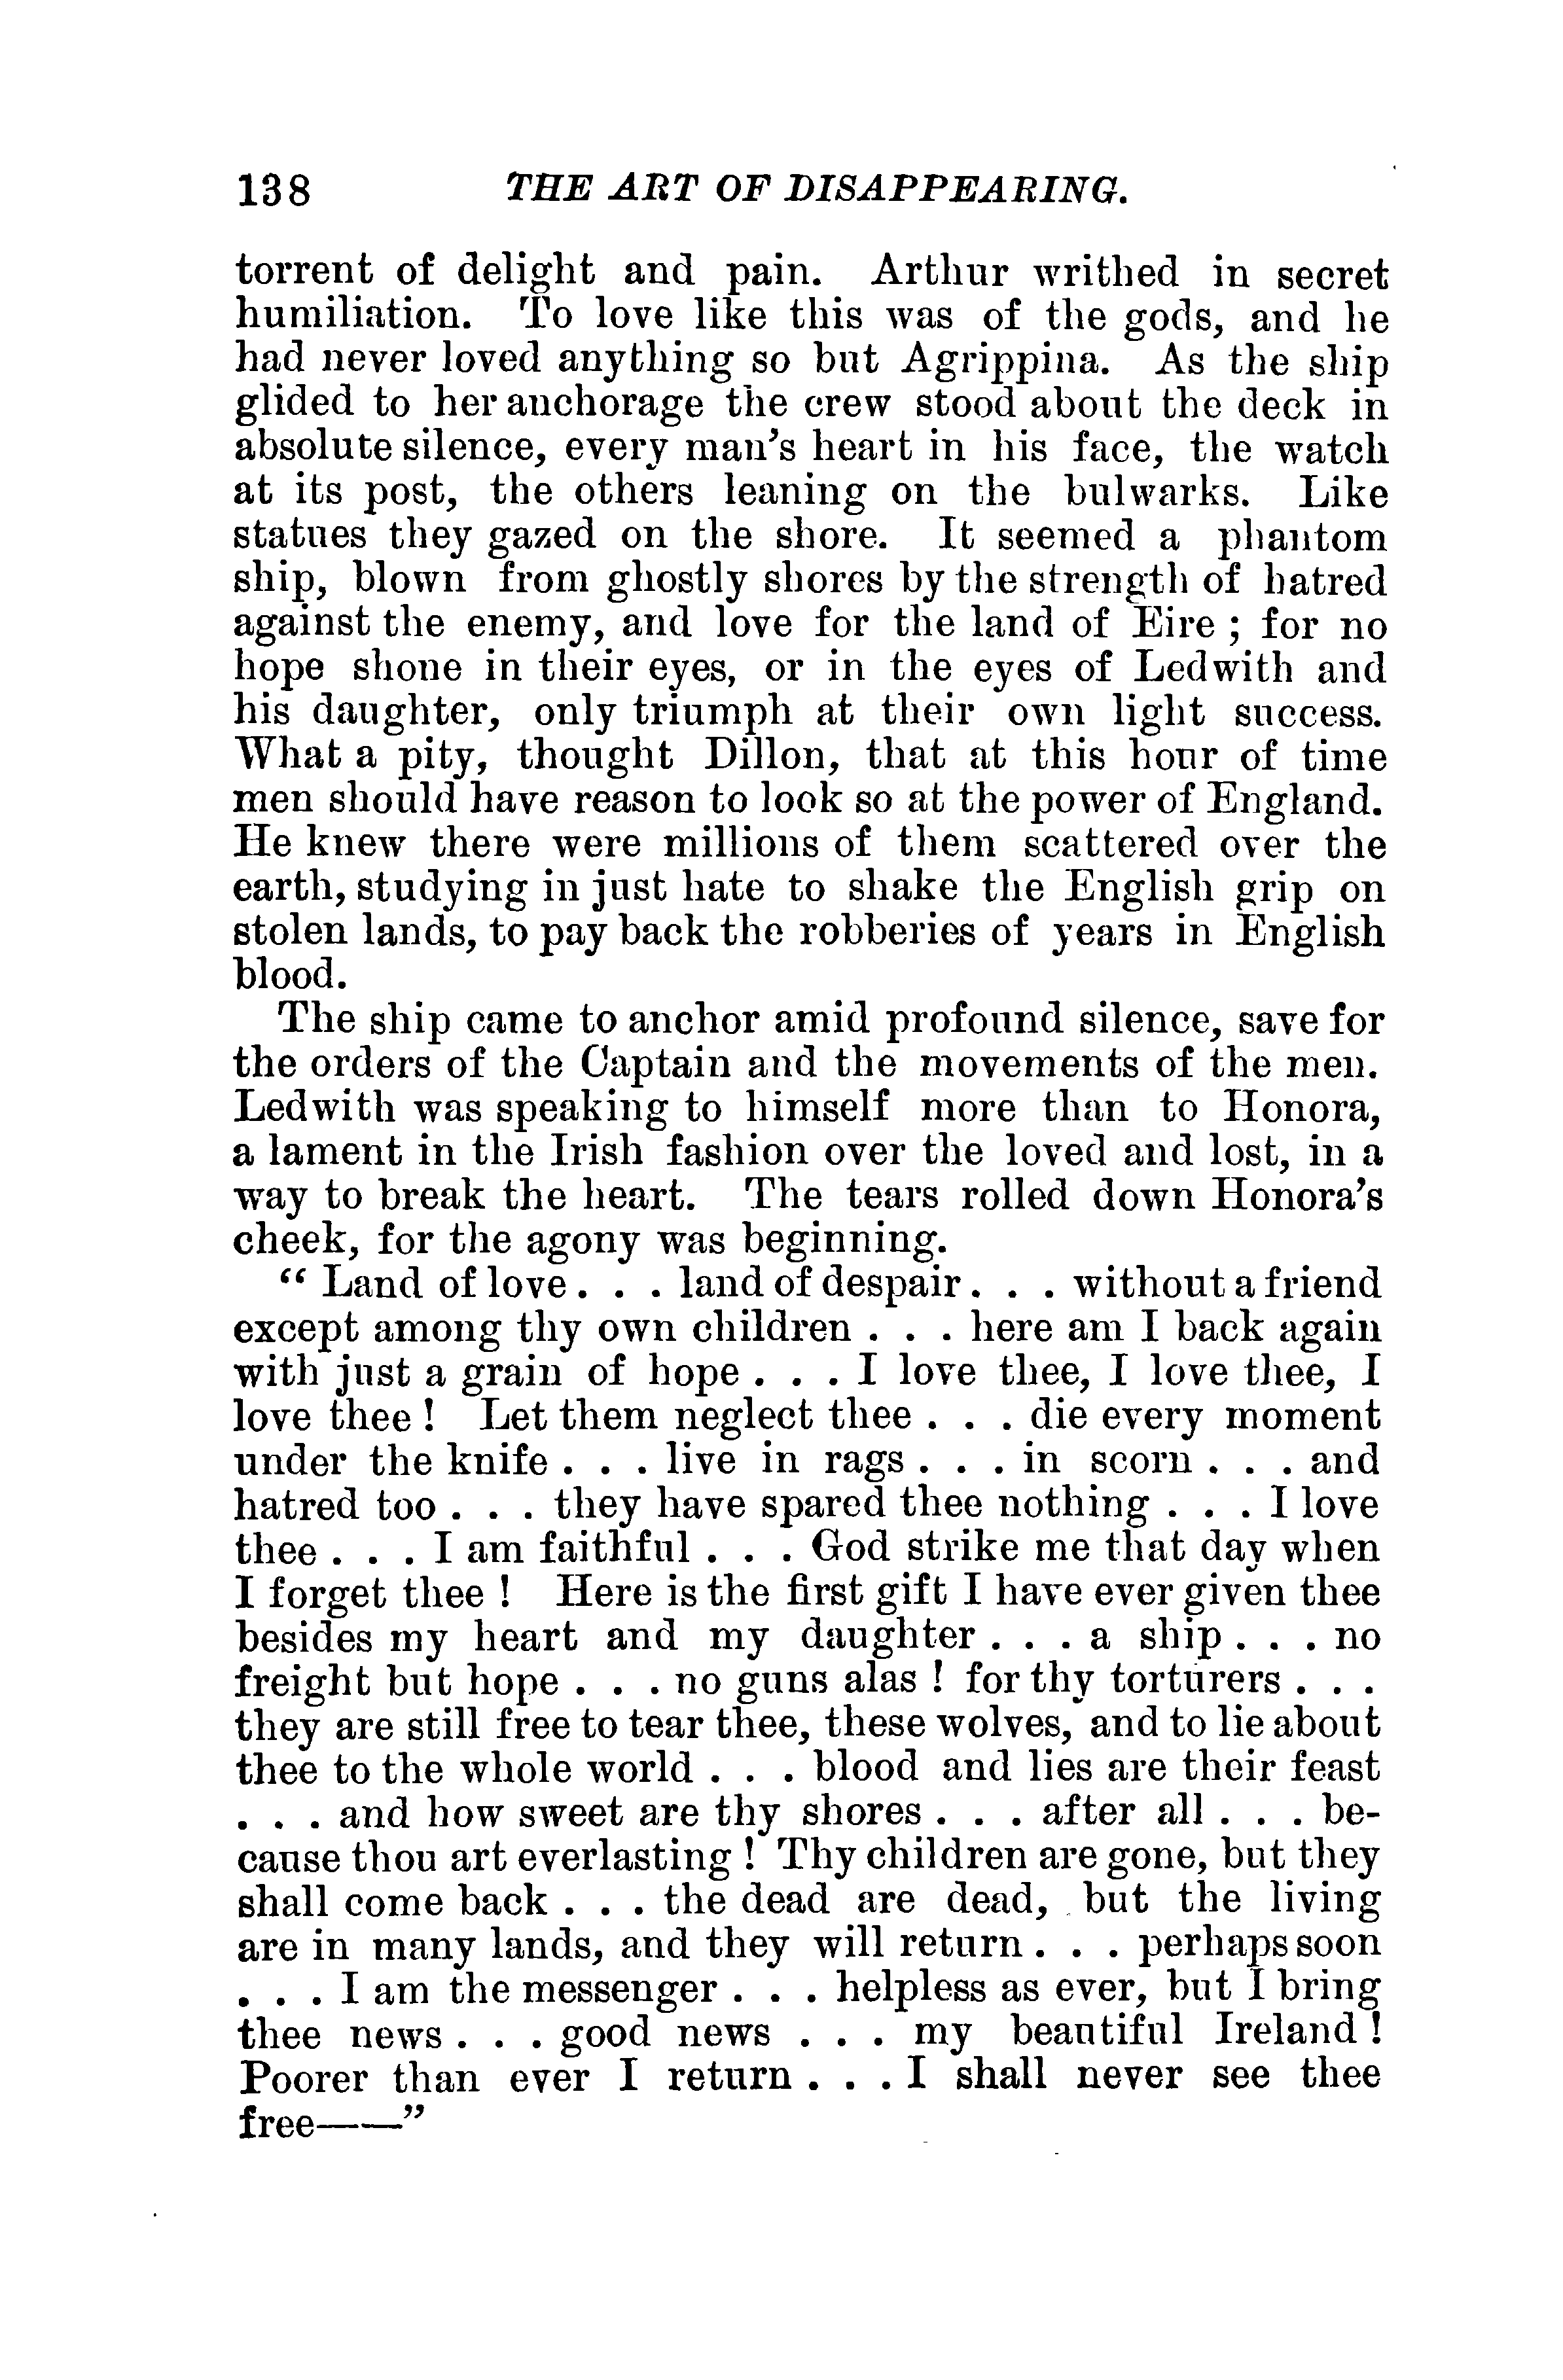 138 THE ART OF DISAPPEARING.
torrent of delight and pain. Arthur writhed in secret
humiliation. To love like this was of the gods, and he
had never loved anything so but Agrippina. As the ship
glided to her anchorage the crew stood about the deck in
absolute silence, every man's heart in his face, the watch
at its post, the others leaning on the bulwarks. Like
statues they gazed on the shore. It seemed a phantom
ship, blown from ghostly shores by the strength of hatred
against the enemy, and love for the land of Eire ; for no
hope shone in their eyes, or in the eyes of Ledwith and
his daughter, only triumph at their own light success.
What a pity, thought Dillon, that at this hour of time
men should have reason to look so at the power of England.
He knew there were millions of them scattered over the
earth, studying in just hate to shake the English grip on
stolen lands, to pay back the robberies of years in English
blood.
The ship came to anchor amid profound silence, save for
the orders of the Captain and the movements of the men.
Ledwith was speaking to himself more than to Honora,
a lament in the Irish fashion over the loved and lost, in a
way to break the heart. The tears rolled down Honora's
cheek, for the agony was beginning.
“ Land of love . . . land of despair . . . without a friend
except among thy own children . . . here am I back again
with just a grain of hope . . . I love thee, I love thee, I
love thee ! Let them neglect thee . . . die every moment
under the knife . . . live in rags . . . in scorn . . . and
hatred too . . . they have spared thee nothing . . . I love
thee . . . I am faithful . . . God strike me that day when
I forget thee ! Here is the first gift I have ever given thee
besides my heart and my daughter . . . a ship . . . no
freight but hope . . . no guns alas ! for thy torturers . . .
they are still free to tear thee, these wolves, and to lie about
thee to the whole world . . . blood and lies are their feast
. . . and how sweet are thy shores . . . after all . . . be-
cause thou art everlasting ! Thy children are gone, but they
shall come back . . . the dead are dead, but the living
are in many lands, and they will return . . . perhaps soon
. . . I am the messenger . . . helpless as ever, but I bring
thee news . . . good news . . . my beautiful Ireland !
Poorer than ever I return . . . I shall never see thee
free——”